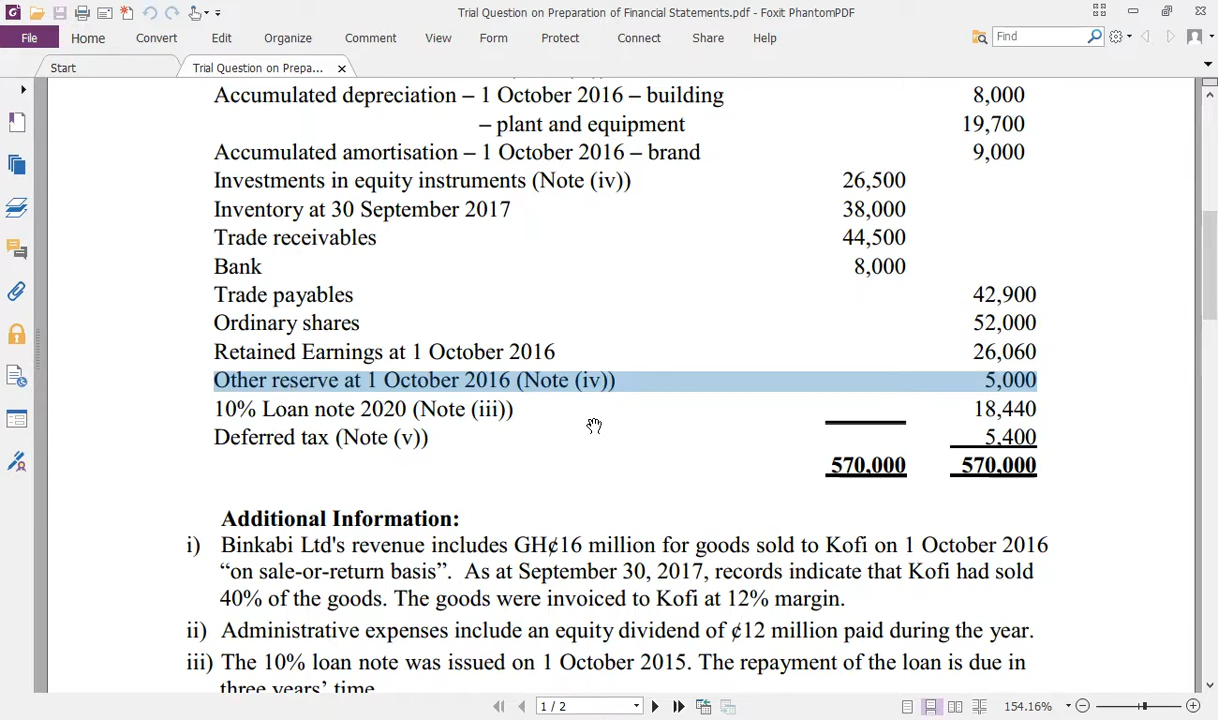 Trial Question on Preparation of Financial Statements.pdf - Foxit PhantomPDF
File Home Convert Edit Organize Comment View Form Protect Connect Share Help Find
Start Trial Question on Prepa...
Accumulated depreciation – 1 October 2016 – building 8,000
– plant and equipment 19,700
Accumulated amortisation – 1 October 2016 – brand 9,000
Investments in equity instruments (Note (iv)) 26,500
Inventory at 30 September 2017 38,000
Trade receivables 44,500
Bank 8,000
Trade payables 42,900
Ordinary shares 52,000
Retained Earnings at 1 October 2016 26,060
Other reserve at 1 October 2016 (Note (iv)) 5,000
10% Loan note 2020 (Note (iii)) 18,440
Deferred tax (Note (v)) 5,400
570,000 570,000
Additional Information:
i) Binkabi Ltd's revenue includes GH¢16 million for goods sold to Kofi on 1 October 2016
“on sale-or-return basis”. As at September 30, 2017, records indicate that Kofi had sold
40% of the goods. The goods were invoiced to Kofi at 12% margin.
ii) Administrative expenses include an equity dividend of ¢12 million paid during the year.
iii) The 10% loan note was issued on 1 October 2015. The repayment of the loan is due in
three years’ time
1 / 2 154.16%